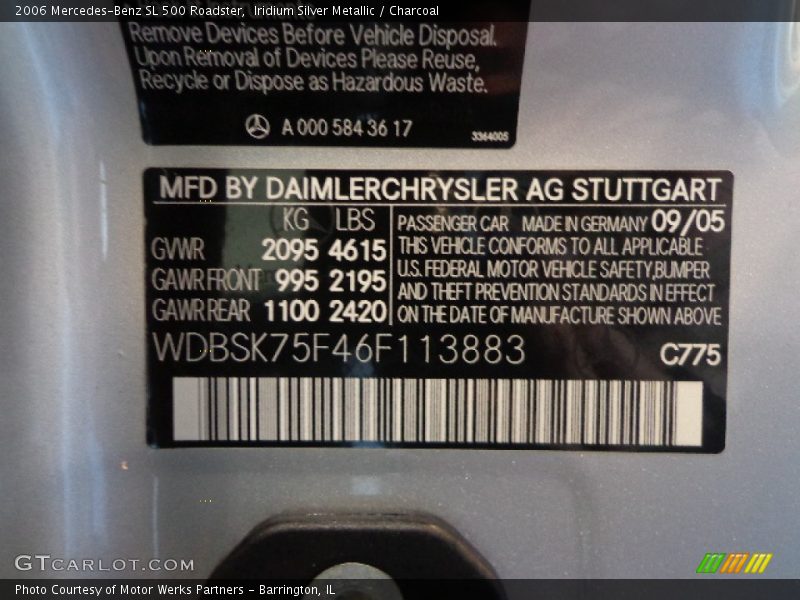 2006 Mercedes-Benz SL 500 Roadster, Iridium Silver Metallic / Charcoal
Remove Devices Before Vehicle Disposal.
Upon Removal of Devices Please Reuse,
Recycle or Dispose as Hazardous Waste.
A 000 584 36 17
3364005
MFD BY DAIMLERCHRYSLER AG STUTTGART
KG LBS
GVWR 2095 4615
GAWR FRONT 995 2195
GAWR REAR 1100 2420
PASSENGER CAR MADE IN GERMANY 09/05
THIS VEHICLE CONFORMS TO ALL APPLICABLE
U.S. FEDERAL MOTOR VEHICLE SAFETY,BUMPER
AND THEFT PREVENTION STANDARDS IN EFFECT
ON THE DATE OF MANUFACTURE SHOWN ABOVE
WDBSK75F46F113883
C775
GTCARLOT.COM
Photo Courtesy of Motor Werks Partners - Barrington, IL